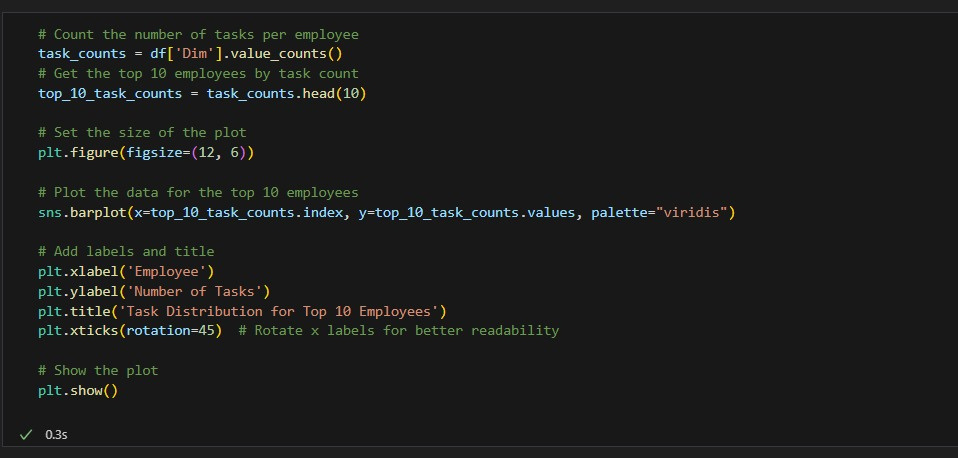 # Count the number of tasks per employee
task_counts = df['Dim'].value_counts()
# Get the top 10 employees by task count
top_10_task_counts = task_counts.head(10)
# Set the size of the plot
plt.figure(figsize=(12, 6))
# Plot the data for the top 10 employees
sns.barplot(x=top_10_task_counts.index, y=top_10_task_counts.values, palette="viridis")
# Add labels and title
plt.xlabel('Employee')
plt.ylabel('Number of Tasks')
plt.title('Task Distribution for Top 10 Employees')
plt.xticks(rotation=45)  # Rotate x labels for better readability
# Show the plot
plt.show()
0.3s